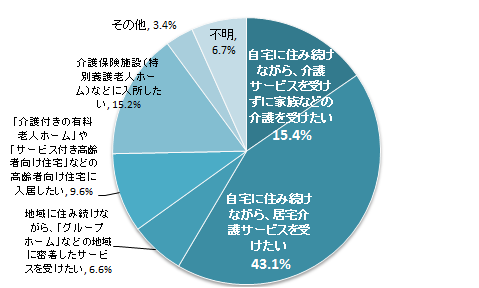 その他, 3.4%
不明,
6.7%
自宅に住み続け
ながら、介護
サービスを受け
ずに家族などの
介護を受けたい
15.4%
自宅に住み続け
ながら、居宅介
護サービスを受
けたい
43.1%
地域に住み続けな
がら、「グループ
ホーム」などの地域
に密着したサービ
スを受けたい, 6.6%
「介護付きの有料
老人ホーム」や
「サービス付き高齢
者向け住宅」などの
高齢者向け住宅に
入居したい, 9.6%
介護保険施設（特
別養護老人ホー
ム）などに入所した
い, 15.2%